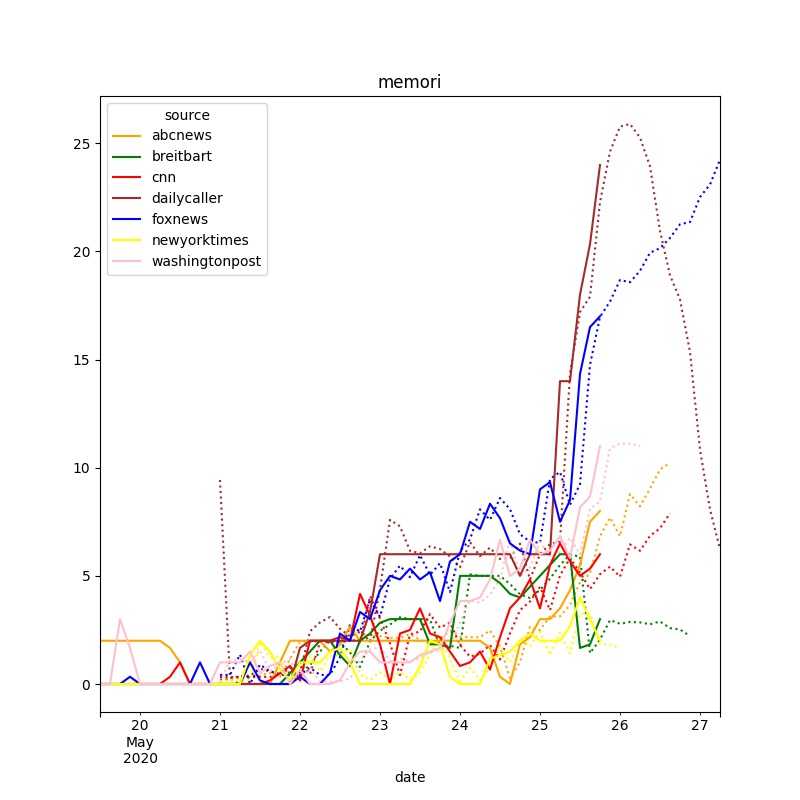 memori
source
abcnews
breitbart
cnn
dailycaller
foxnews
newyorktimes
washingtonpost
25
20
15
10
5
0
20 21 22 23 24 25 26 27
May
2020
date